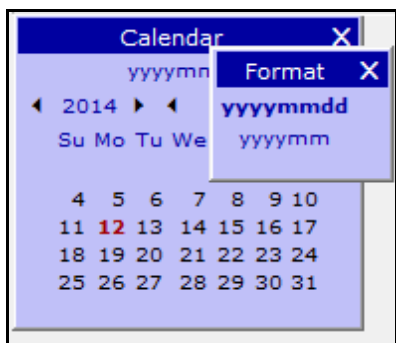 Calendar X
Format X
yyyymmdd
yyyymm
2014
Su Mo Tu We
4 5 6 7 8 9 10
11 12 13 14 15 16 17
18 19 20 21 22 23 24
25 26 27 28 29 30 31